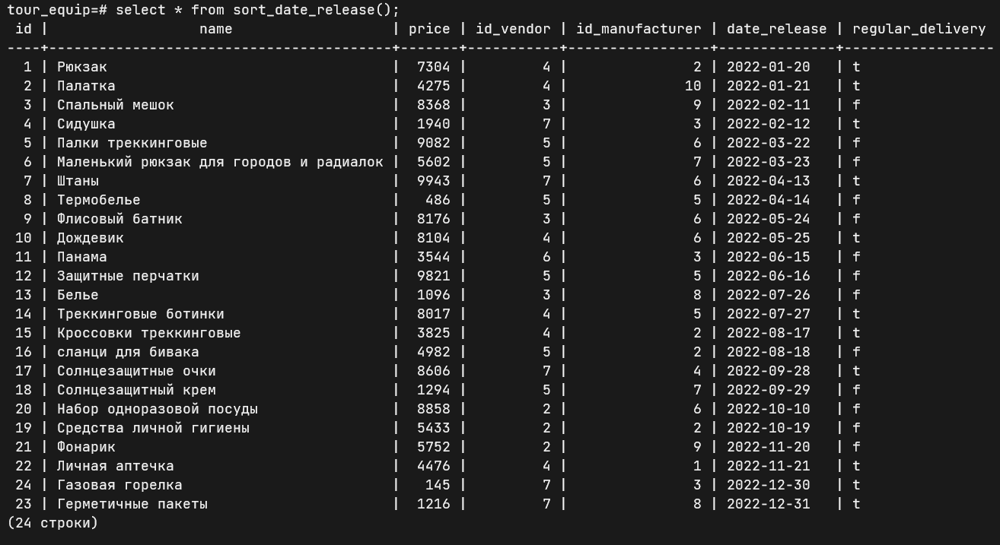 tour_equip=# select * from sort_date_release();
 id |                  name                   | price | id_vendor | id_manufacturer | date_release | regular_delivery
----+-----------------------------------------+-------+-----------+-----------------+--------------+------------------
  1 | Рюкзак                                  |  7304 |         4 |               2 | 2022-01-20   | t
  2 | Палатка                                 |  4275 |         4 |              10 | 2022-01-21   | t
  3 | Спальный мешок                          |  8368 |         3 |               9 | 2022-02-11   | f
  4 | Сидушка                                 |  1940 |         7 |               3 | 2022-02-12   | t
  5 | Палки треккинговые                      |  9082 |         5 |               6 | 2022-03-22   | f
  6 | Маленький рюкзак для городов и радиалок |  5602 |         5 |               7 | 2022-03-23   | f
  7 | Штаны                                   |  9943 |         7 |               6 | 2022-04-13   | t
  8 | Термобелье                              |   486 |         5 |               5 | 2022-04-14   | f
  9 | Флисовый батник                         |  8176 |         3 |               6 | 2022-05-24   | f
 10 | Дождевик                                |  8104 |         4 |               6 | 2022-05-25   | t
 11 | Панама                                  |  3544 |         6 |               3 | 2022-06-15   | f
 12 | Защитные перчатки                       |  9821 |         5 |               5 | 2022-06-16   | f
 13 | Белье                                   |  1096 |         3 |               8 | 2022-07-26   | f
 14 | Треккинговые ботинки                    |  8017 |         4 |               5 | 2022-07-27   | t
 15 | Кроссовки треккинговые                  |  3825 |         4 |               2 | 2022-08-17   | t
 16 | сланци для бивака                       |  4982 |         5 |               2 | 2022-08-18   | f
 17 | Солнцезащитные очки                     |  8606 |         7 |               4 | 2022-09-28   | t
 18 | Солнцезащитный крем                     |  1294 |         5 |               7 | 2022-09-29   | f
 20 | Набор одноразовой посуды                |  8858 |         2 |               6 | 2022-10-10   | f
 19 | Средства личной гигиены                 |  5433 |         2 |               2 | 2022-10-19   | f
 21 | Фонарик                                 |  5752 |         2 |               9 | 2022-11-20   | f
 22 | Личная аптечка                          |  4476 |         4 |               1 | 2022-11-21   | t
 24 | Газовая горелка                         |   145 |         7 |               3 | 2022-12-30   | t
 23 | Герметичные пакеты                      |  1216 |         7 |               8 | 2022-12-31   | t
(24 строки)